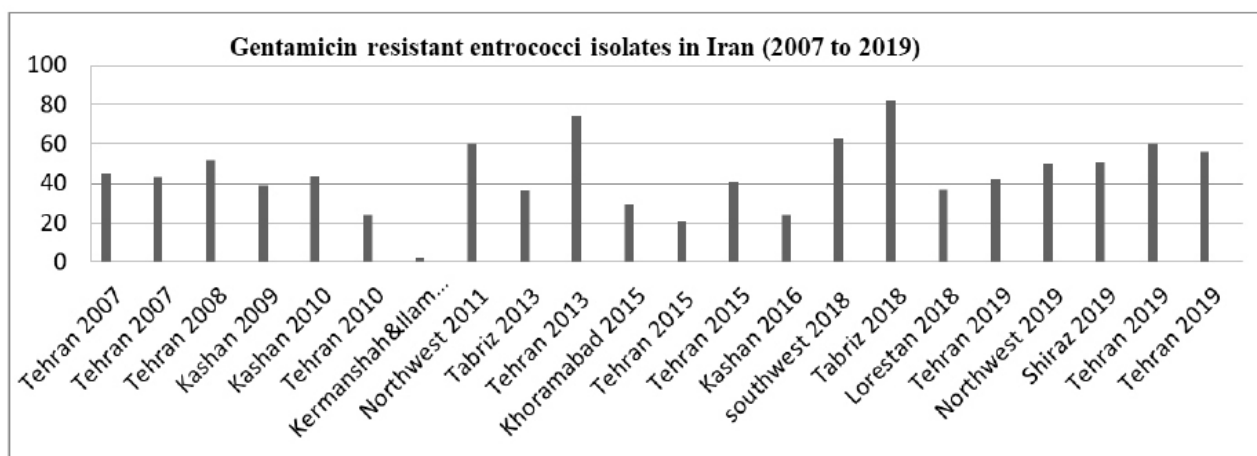 Gentamicin resistant entrococci isolates in Iran (2007 to 2019)
100
80
60
40
20
0
Tehran 2007
Tehran 2007
Tehran 2008
Kashan 2009
Kashan 2010
Tehran 2010
Kermanshah&Ilam...
Northwest 2011
Tabriz 2013
Tehran 2013
Khoramabad 2015
Tehran 2015
Tehran 2015
Kashan 2016
southwest 2018
Tabriz 2018
Lorestan 2018
Tehran 2019
Northwest 2019
Shiraz 2019
Tehran 2019
Tehran 2019